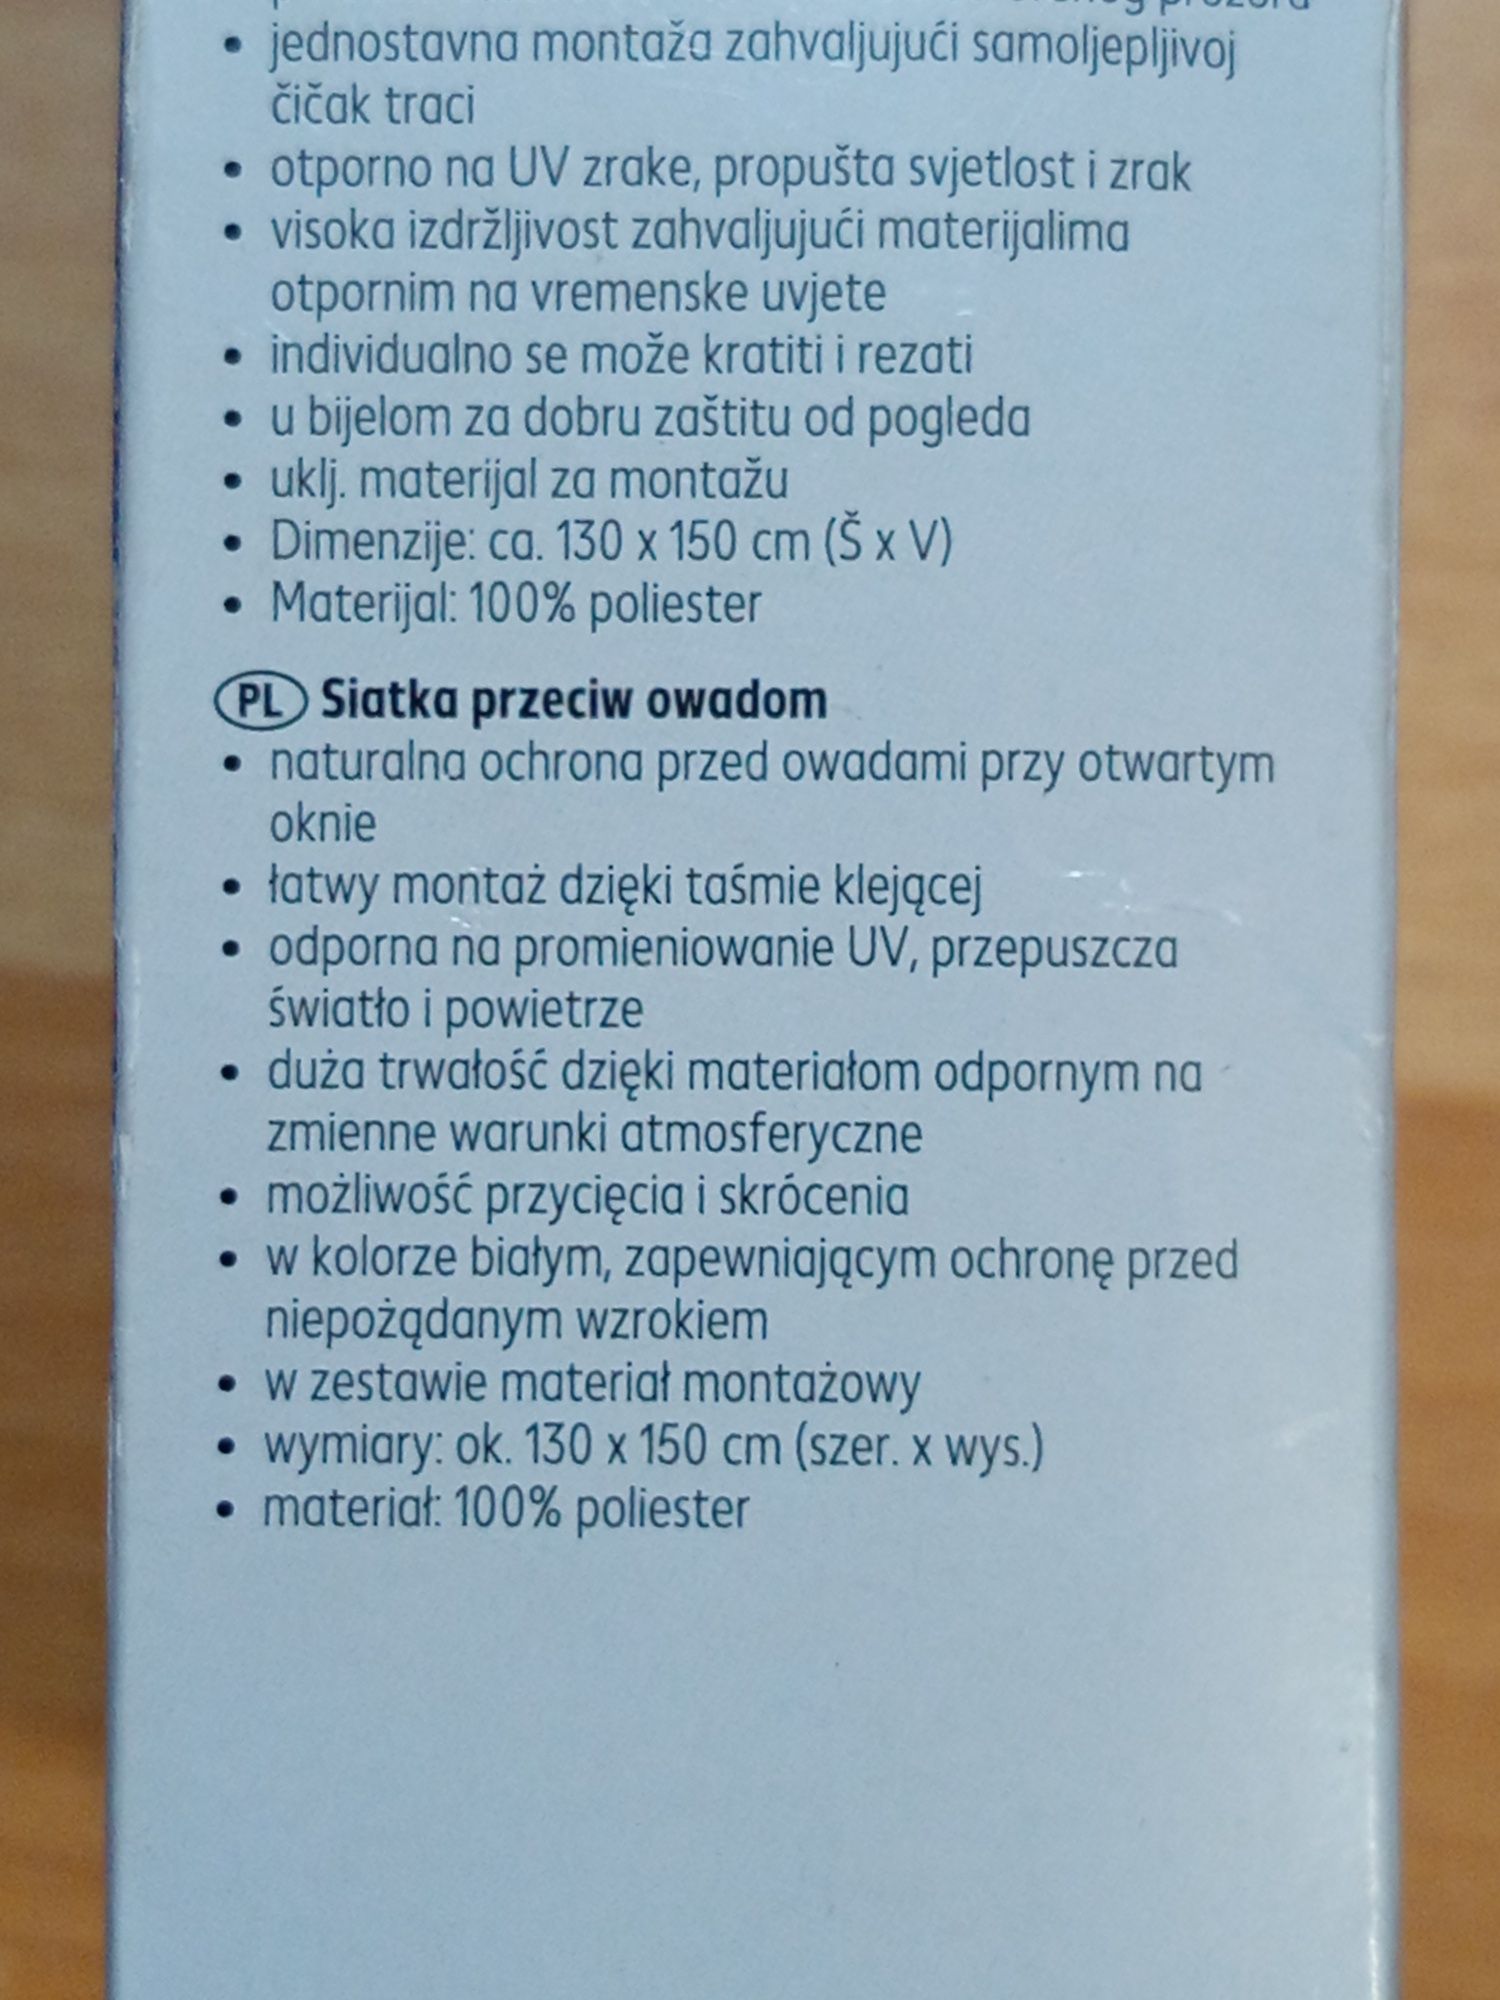 • jednostavna montaža zahvaljujući samoljepljivoj
čičak traci
• otporno na UV zrake, propušta svjetlost i zrak
• visoka izdržljivost zahvaljujući materijalima
otpornim na vremenske uvjete
• individualno se može kratiti i rezati
• u bijelom za dobru zaštitu od pogleda
• uklj. materijal za montažu
• Dimenzije: ca. 130 x 150 cm (Š x V)
• Materijal: 100% poliester
PL Siatka przeciw owadom
• naturalna ochrona przed owadami przy otwartym
oknie
• łatwy montaż dzięki taśmie klejącej
• odporna na promieniowanie UV, przepuszcza
światło i powietrze
• duża trwałość dzięki materiałom odpornym na
zmienne warunki atmosferyczne
• możliwość przycięcia i skrócenia
• w kolorze białym, zapewniającym ochronę przed
niepożądanym wzrokiem
• w zestawie materiał montażowy
• wymiary: ok. 130 x 150 cm (szer. x wys.)
• materiał: 100% poliester